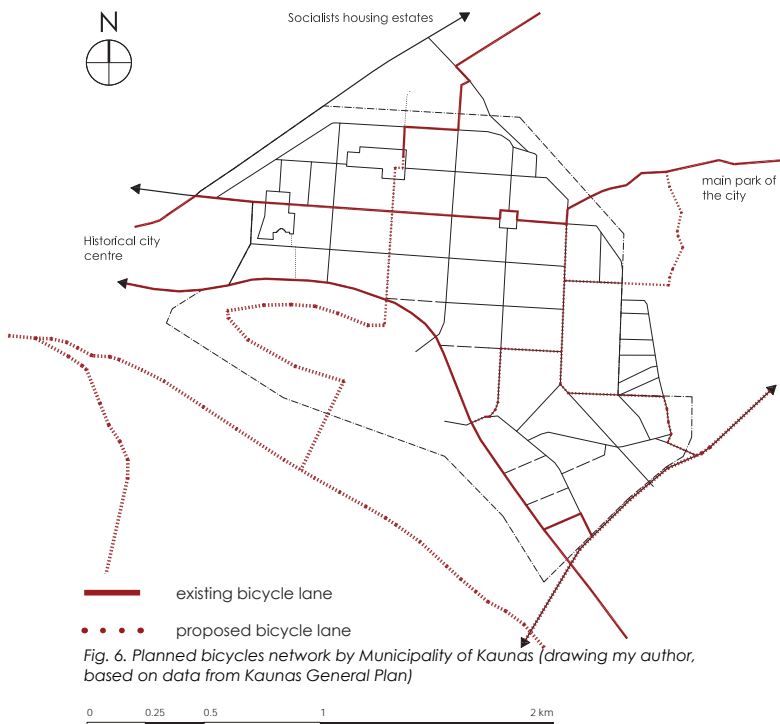 N
Socialists housing estates
main park of
the city
Historical city
centre
existing bicycle lane
proposed bicycle lane
Fig. 6. Planned bicycles network by Municipality of Kaunas (drawing my author,
based on data from Kaunas General Plan)
0 0.25 0.5 1 2 km